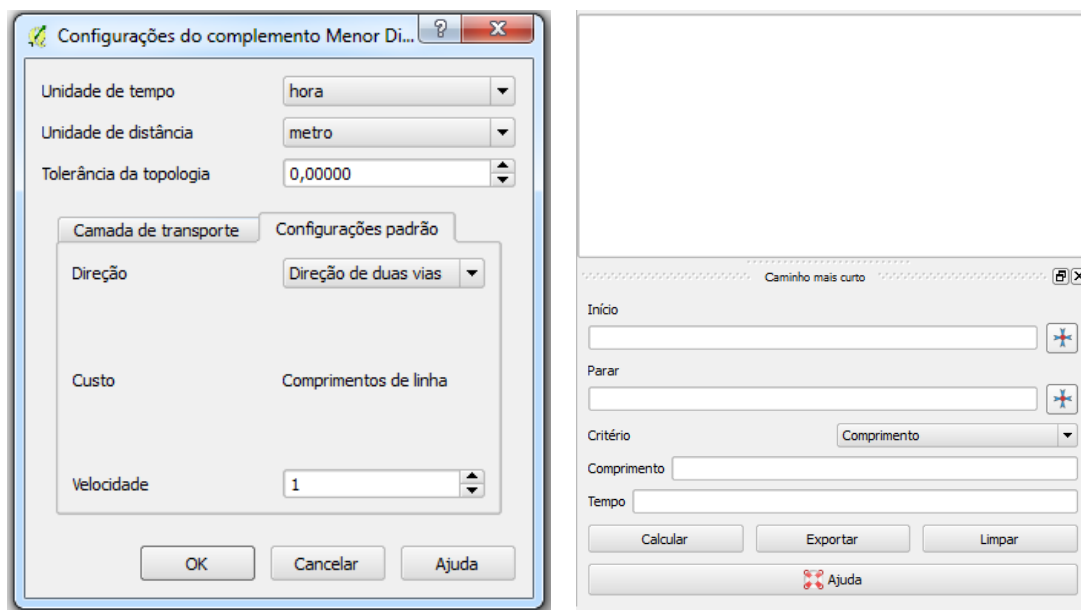 Configurações do complemento Menor Di...
Unidade de tempo hora
Unidade de distância metro
Tolerância da topologia 0,00000
Camada de transporte Configurações padrão
Direção Direção de duas vias
Custo Comprimentos de linha
Velocidade 1
OK Cancelar Ajuda
Caminho mais curto
Início
Parar
Critério Comprimento
Comprimento
Tempo
Calcular Exportar Limpar
Ajuda